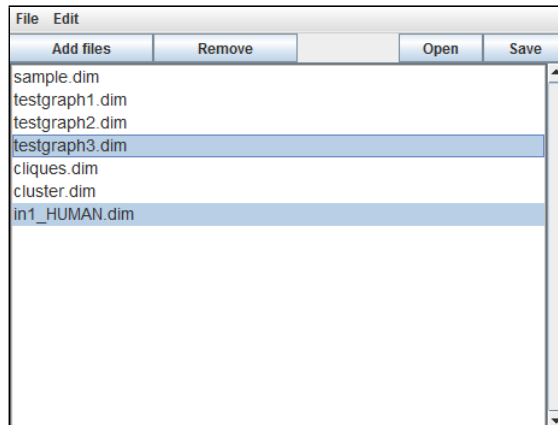 File Edit
Add files Remove Open Save
sample.dim
testgraph1.dim
testgraph2.dim
testgraph3.dim
cliques.dim
cluster.dim
in1_HUMAN.dim